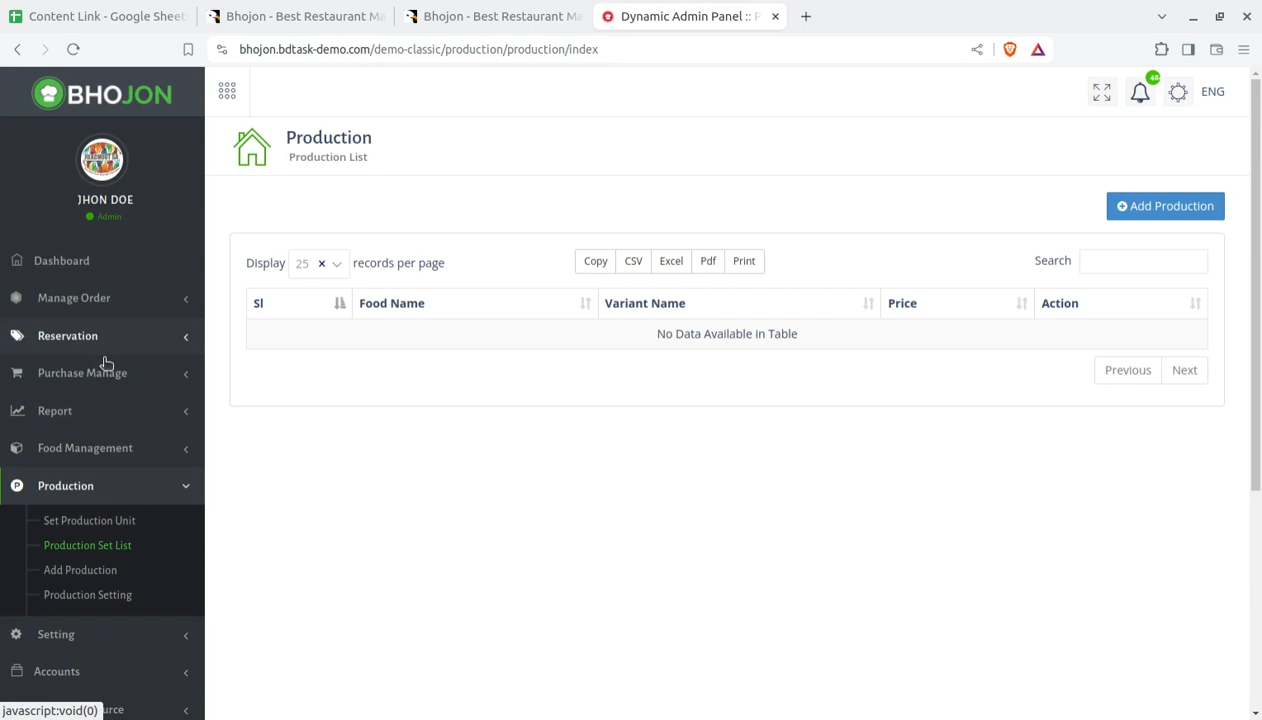 Content Link - Google Sheet
Bhojon - Best Restaurant Ma
Bhojon - Best Restaurant Ma
Dynamic Admin Panel :: P
bhojon.bdtask-demo.com/demo-classic/production/production/index
BHOJON
JHON DOE
Admin
Dashboard
Manage Order
Reservation
Purchase Manage
Report
Food Management
Production
Set Production Unit
Production Set List
Add Production
Production Setting
Setting
Accounts
urce
javascript:void(0)
ENG
Production
Production List
Add Production
Display 25 records per page
Copy CSV Excel Pdf Print
Search
Sl Food Name Variant Name Price Action
No Data Available in Table
Previous Next